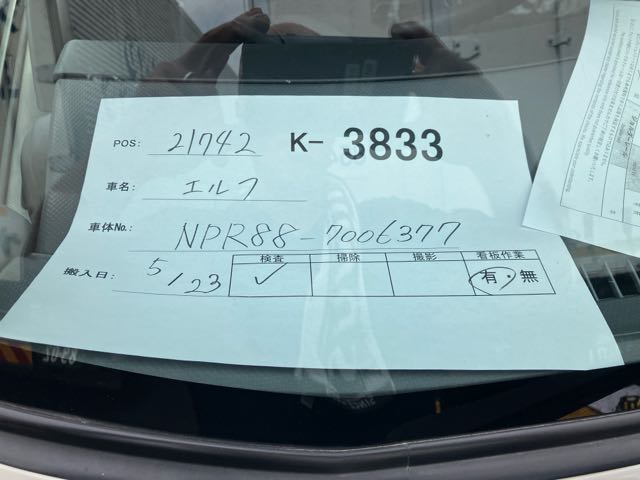 POS: 21742 K- 3833
車名: エルフ
車体No.: NPR88-7006377
搬入日: 5/23
検査 掃除 撮影 看板作業
✓ 有・無